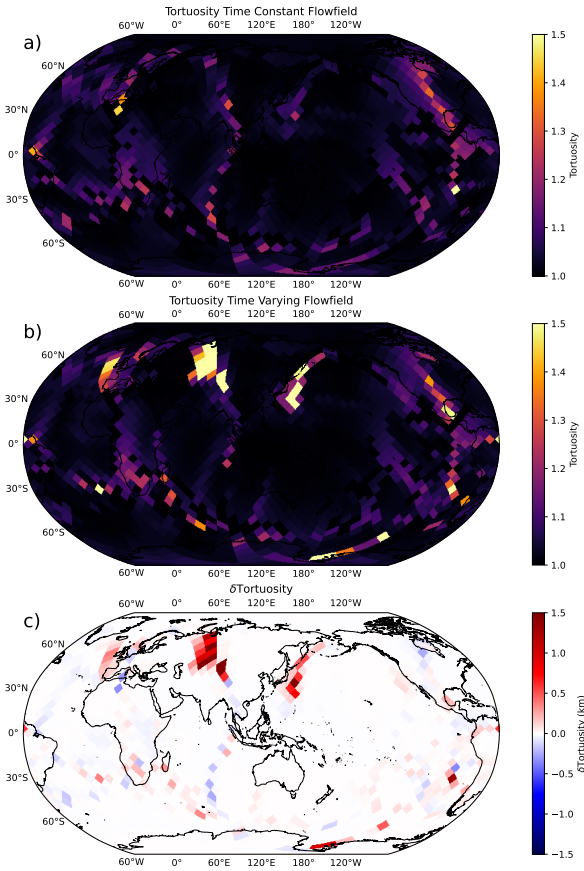 Tortuosity Time Constant Flowfield
60°W 0° 60°E 120°E 180° 120°W
a)
60°N
30°N
0°
30°S
60°S
60°W 0° 60°E 120°E 180° 120°W
1.5
1.4
1.3
1.2
1.1
1.0
Tortuosity
Tortuosity Time Varying Flowfield
60°W 0° 60°E 120°E 180° 120°W
b)
60°N
30°N
0°
30°S
60°S
60°W 0° 60°E 120°E 180° 120°W
1.5
1.4
1.3
1.2
1.1
1.0
Tortuosity
δTortuosity
60°W 0° 60°E 120°E 180° 120°W
c)
60°N
30°N
0°
30°S
60°S
60°W 0° 60°E 120°E 180° 120°W
1.5
1.0
0.5
0.0
−0.5
−1.0
−1.5
δTortuosity (km)